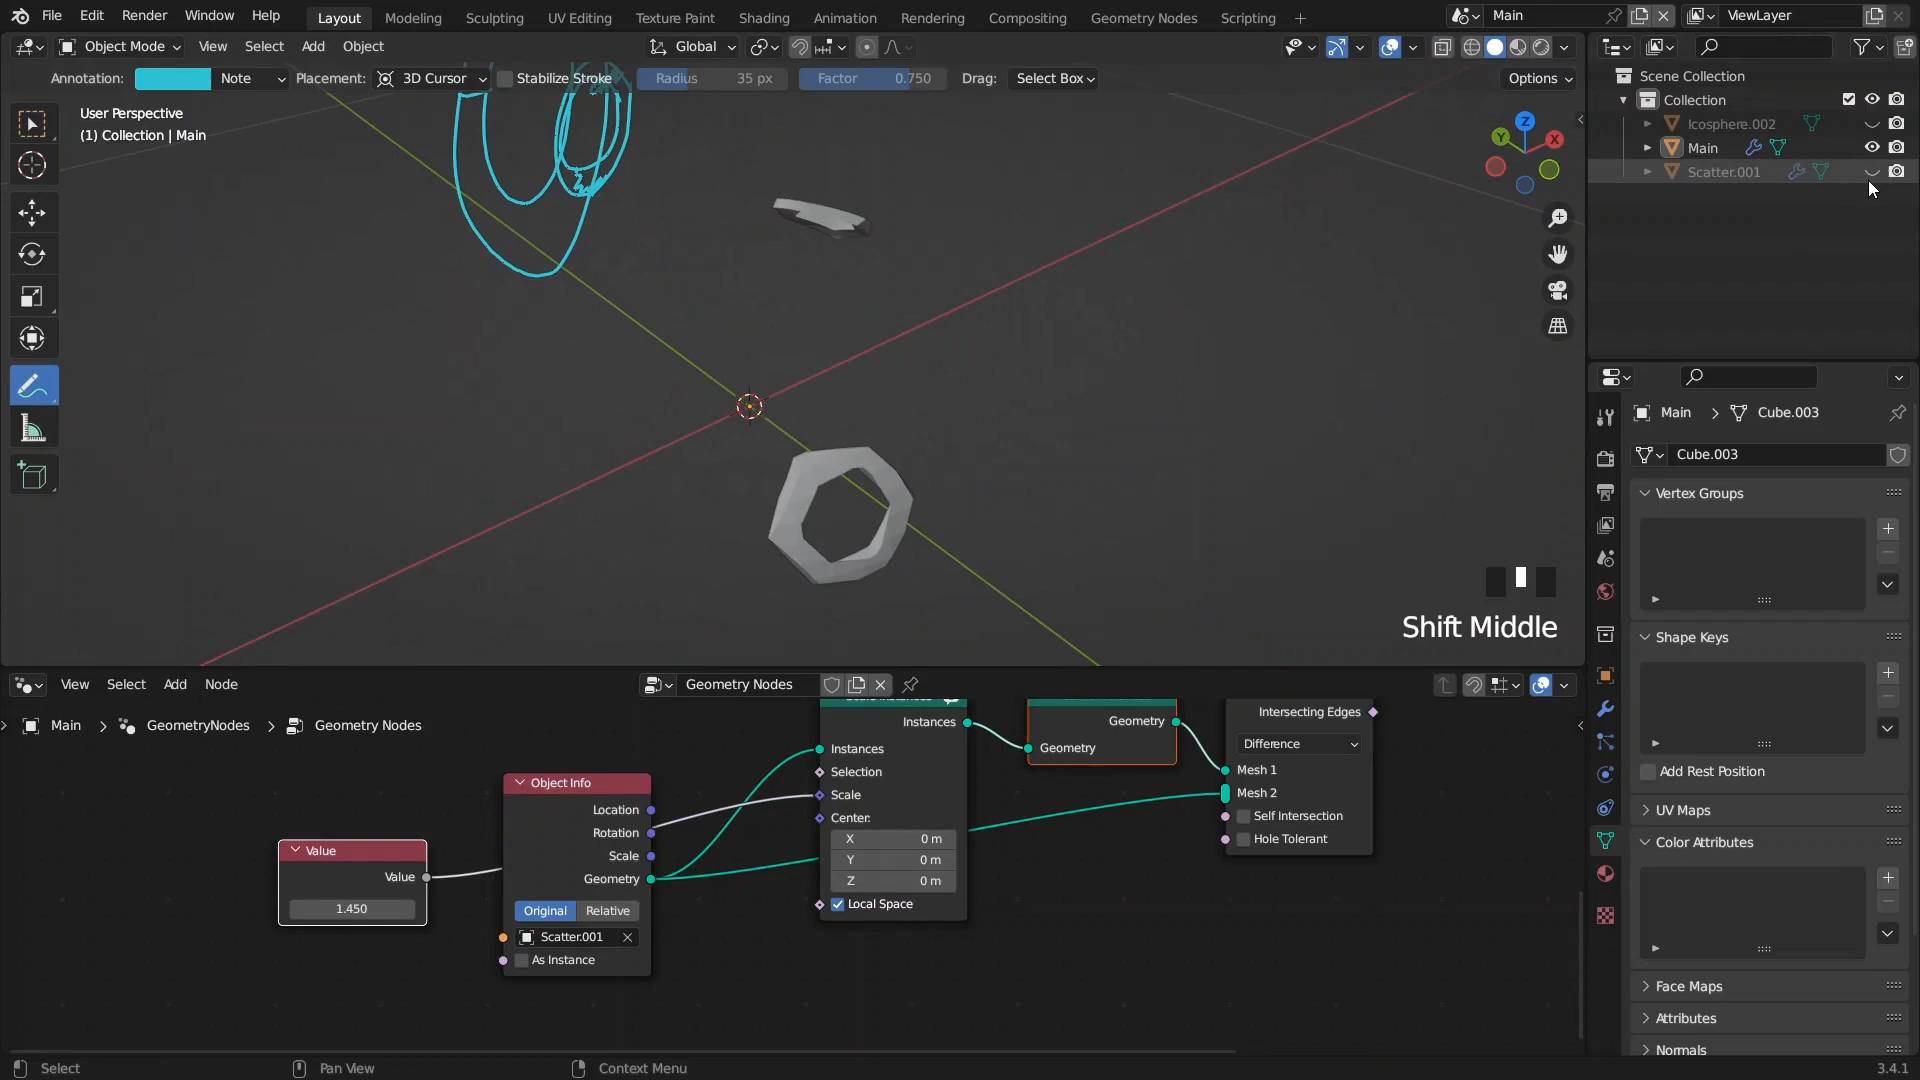 File Edit Render Window Help Layout Modeling Sculpting UV Editing Texture Paint Shading Animation Rendering Compositing Geometry Nodes Scripting + Main ViewLayer
Object Mode View Select Add Object Global
Annotation: Note Placement: 3D Cursor Stabilize Stroke Radius 35 px Factor 0.750 Drag: Select Box Options
User Perspective
(1) Collection | Main
Z
Y
X
Shift Middle
Scene Collection
Collection
Icosphere.002
Main
Scatter.001
Main > Cube.003
Cube.003
Vertex Groups
Shape Keys
Add Rest Position
UV Maps
Color Attributes
Face Maps
Attributes
Normals
View Select Add Node Geometry Nodes
Main > GeometryNodes > Geometry Nodes
Value
Value
1.450
Object Info
Location
Rotation
Scale
Geometry
Original Relative
Scatter.001
As Instance
Instances
Instances
Selection
Scale
Center:
X 0 m
Y 0 m
Z 0 m
Local Space
Geometry
Geometry
Intersecting Edges
Difference
Mesh 1
Mesh 2
Self Intersection
Hole Tolerant
Select Pan View Context Menu 3.4.1